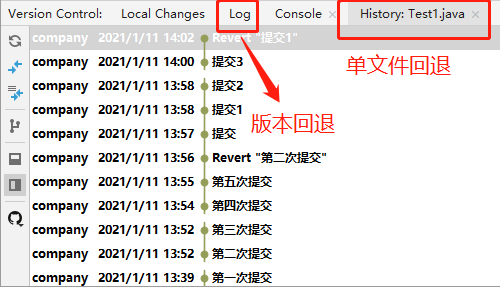 Version Control: Local Changes Log Console × History: Test1.java ×
company 2021/1/11 14:02 Revert "提交1"
company 2021/1/11 14:00 提交3
单文件回退
company 2021/1/11 13:58 提交2
company 2021/1/11 13:58 提交1
版本回退
company 2021/1/11 13:57 提交
company 2021/1/11 13:56 Revert "第二次提交"
company 2021/1/11 13:55 第五次提交
company 2021/1/11 13:54 第四次提交
company 2021/1/11 13:52 第三次提交
company 2021/1/11 13:52 第二次提交
company 2021/1/11 13:39 第一次提交